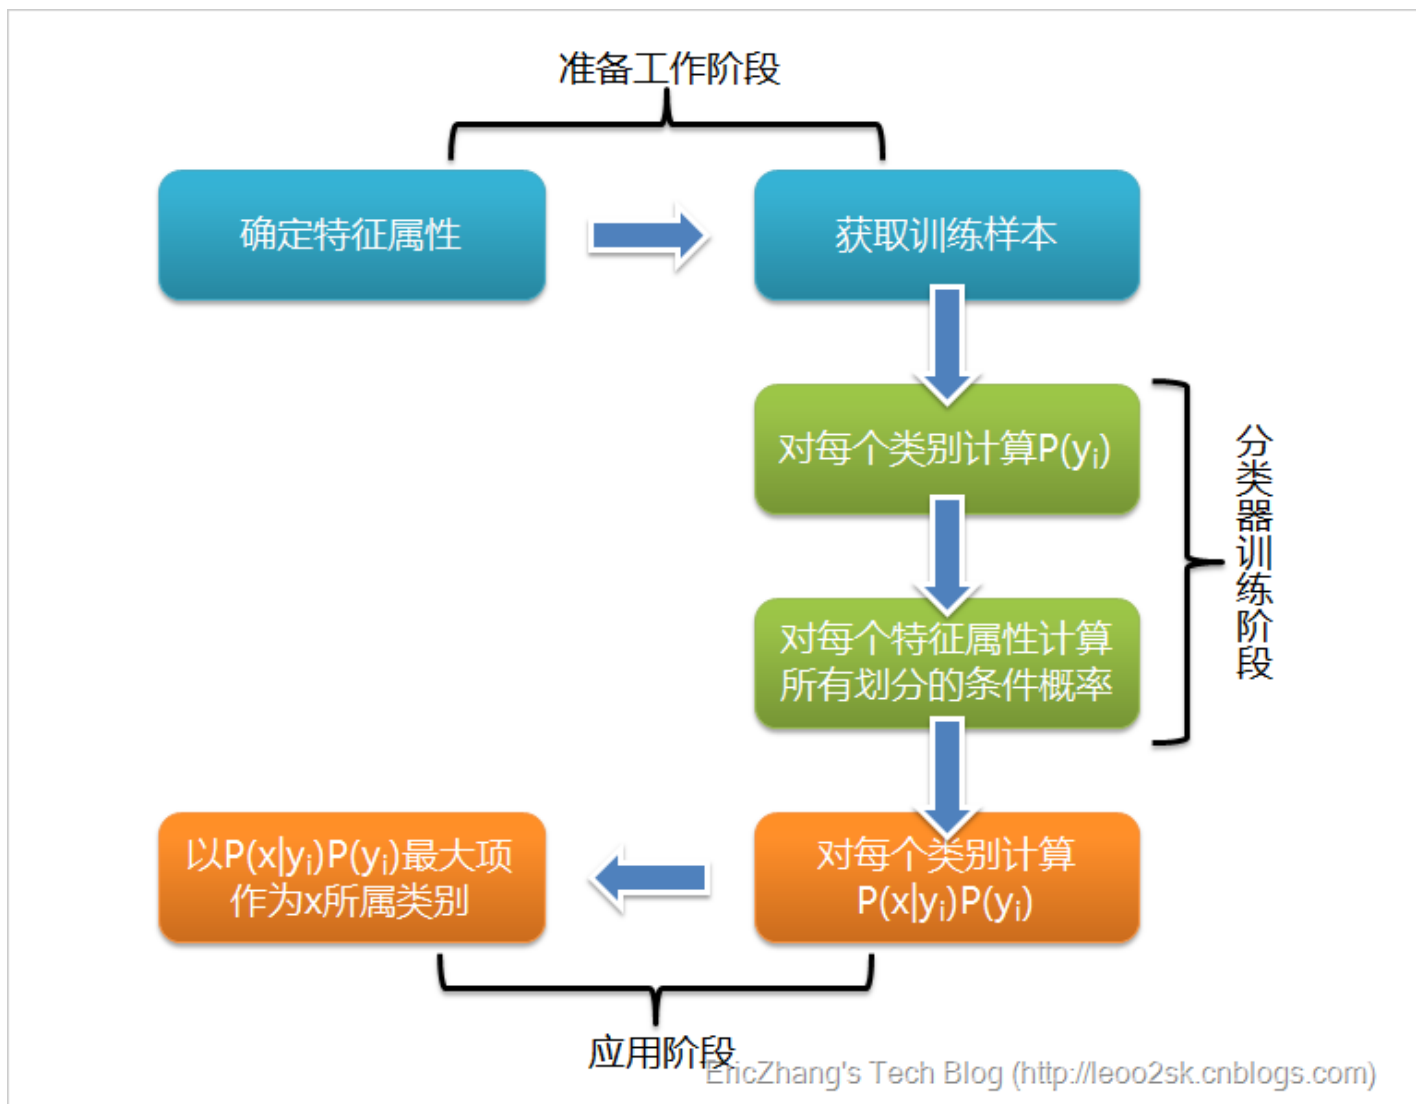 准备工作阶段
确定特征属性
获取训练样本
对每个类别计算P(yᵢ)
对每个特征属性计算
所有划分的条件概率
分类器训练阶段
对每个类别计算
P(x|yᵢ)P(yᵢ)
以P(x|yᵢ)P(yᵢ)最大项
作为x所属类别
应用阶段
EricZhang's Tech Blog (http://leoo2sk.cnblogs.com)